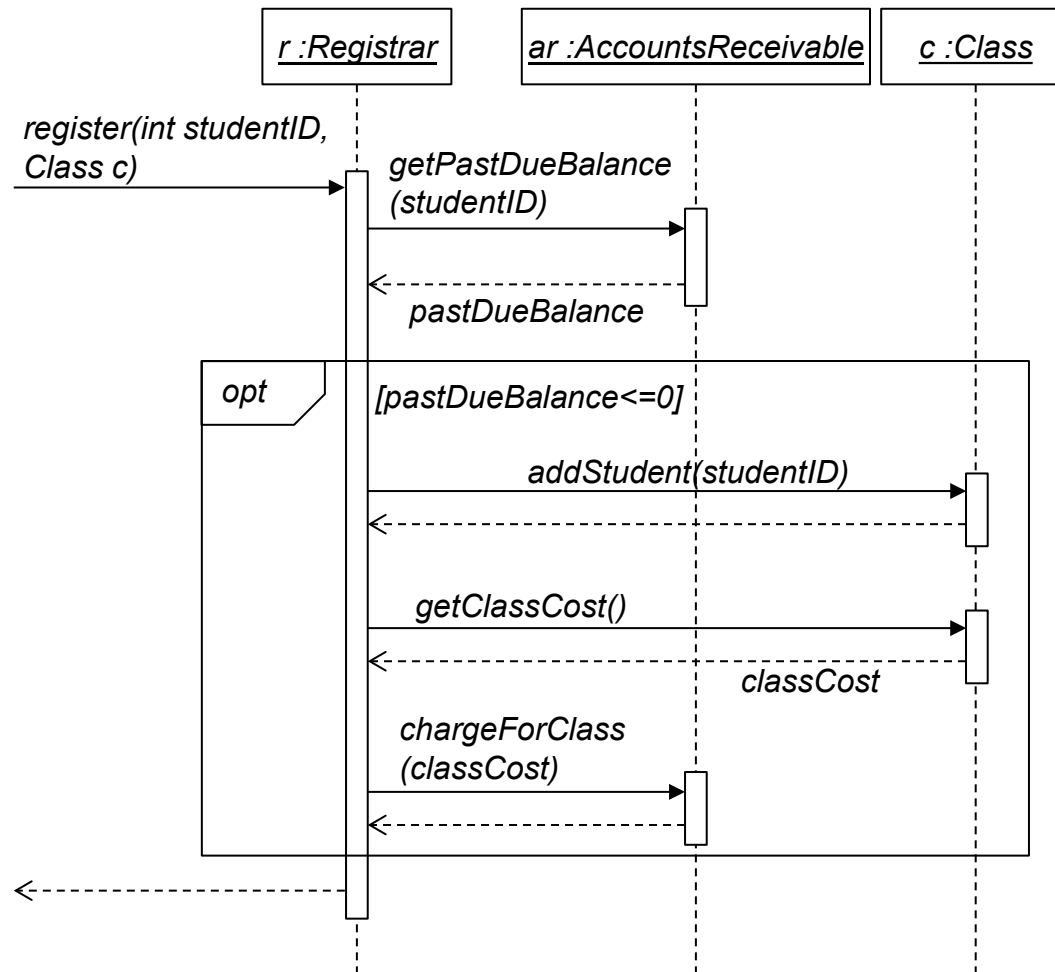 r :Registrar
ar :AccountsReceivable
c :Class
register(int studentID,
Class c)
getPastDueBalance
(studentID)
pastDueBalance
opt
[pastDueBalance<=0]
addStudent(studentID)
getClassCost()
classCost
chargeForClass
(classCost)